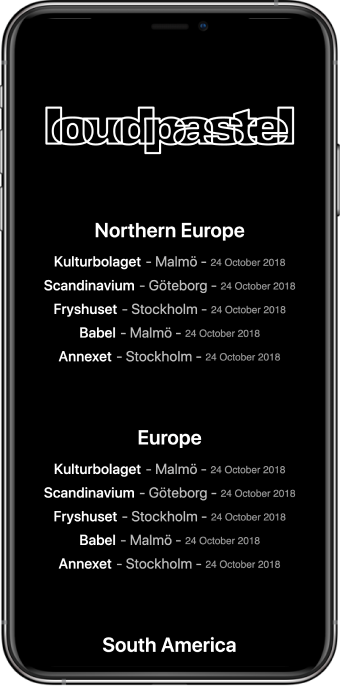 loudpastel
Northern Europe
Kulturbolaget - Malmö - 24 October 2018
Scandinavium - Göteborg - 24 October 2018
Fryshuset - Stockholm - 24 October 2018
Babel - Malmö - 24 October 2018
Annexet - Stockholm - 24 October 2018
Europe
Kulturbolaget - Malmö - 24 October 2018
Scandinavium - Göteborg - 24 October 2018
Fryshuset - Stockholm - 24 October 2018
Babel - Malmö - 24 October 2018
Annexet - Stockholm - 24 October 2018
South America